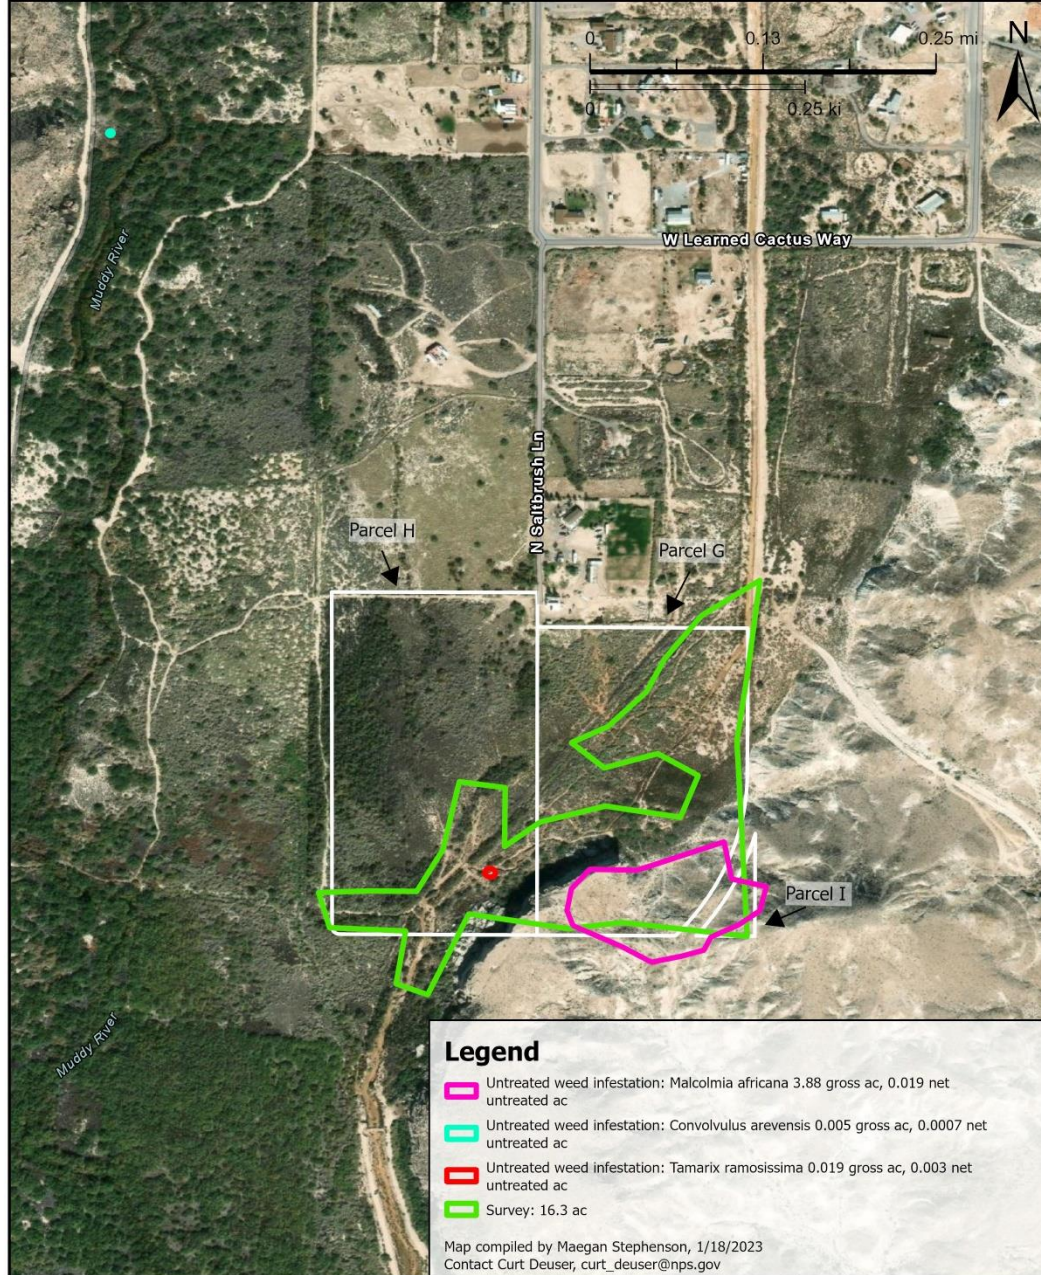 N
0 0.13 0.25 mi
0 0.25 ki
W Learned Cactus Way
Muddy River
N Saltbrush Ln
Parcel H
Parcel G
Parcel I
Muddy River
Legend
Untreated weed infestation: Malcolmia africana 3.88 gross ac, 0.019 net
untreated ac
Untreated weed infestation: Convolvulus arevensis 0.005 gross ac, 0.0007 net
untreated ac
Untreated weed infestation: Tamarix ramosissima 0.019 gross ac, 0.003 net
untreated ac
Survey: 16.3 ac
Map compiled by Maegan Stephenson, 1/18/2023
Contact Curt Deuser, curt_deuser@nps.gov